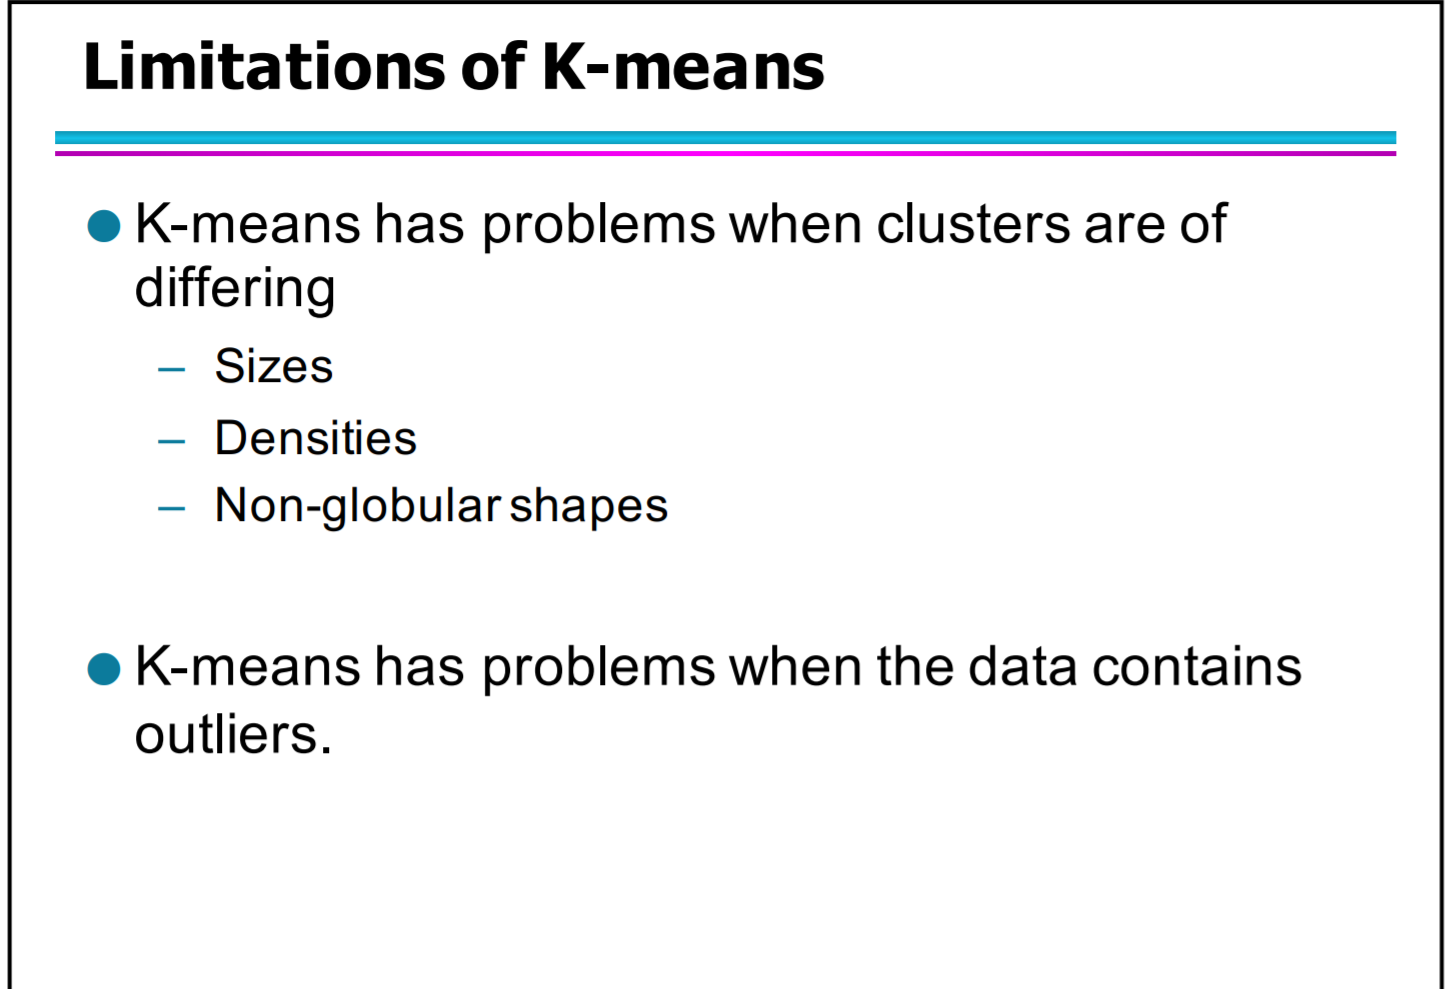 Limitations of K-means
● K-means has problems when clusters are of
differing
– Sizes
– Densities
– Non-globular shapes
● K-means has problems when the data contains
outliers.